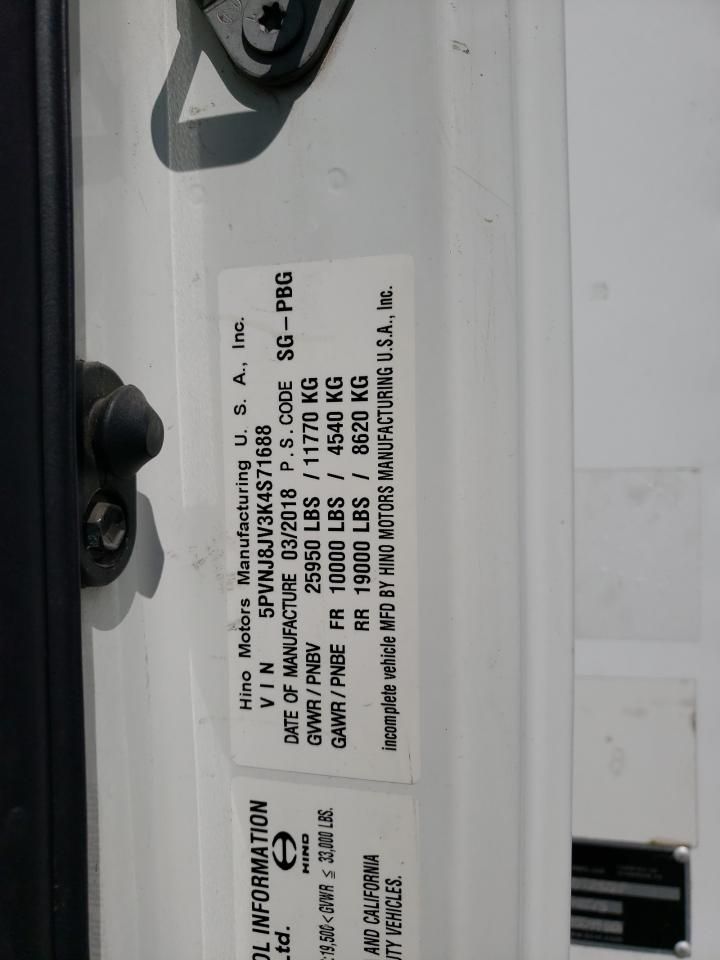 Hino Motors Manufacturing U. S. A., Inc.
VIN 5PVNJ8JV3K4S71688
DATE OF MANUFACTURE 03/2018 P.S.CODE SG-PBG
GVWR/PNBV 25950 LBS / 11770 KG
GAWR/PNBE FR 10000 LBS / 4540 KG
RR 19000 LBS / 8620 KG
incomplete vehicle MFD BY HINO MOTORS MANUFACTURING U.S.A., Inc.
INFORMATION
Ltd.
HINO
19,500<GVWR ≦ 33,000 LBS.
AND CALIFORNIA
VEHICLES.